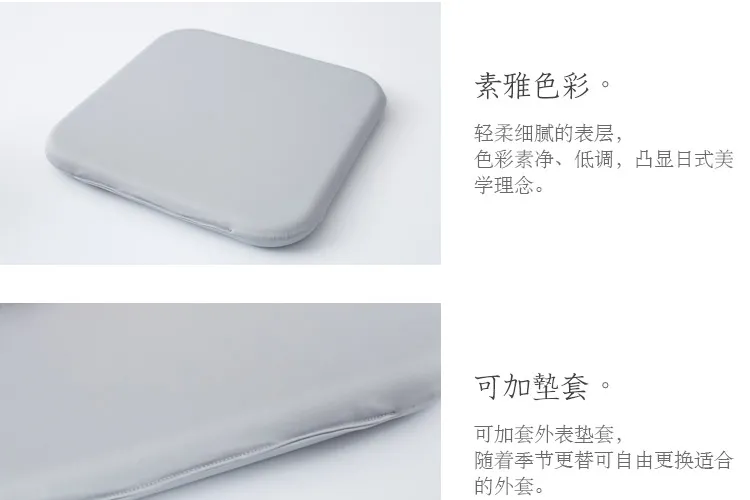 素雅色彩。
轻柔细腻的表层,
色彩素净、低调, 凸显日式美
学理念。
可加墊套。
可加套外表垫套,
随着季节更替可自由更换适合
的外套。